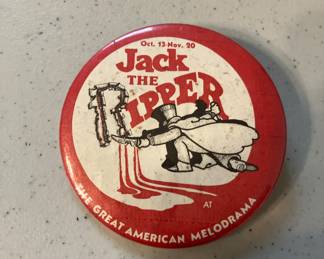 Oct. 13-Nov. 20
Jack
THE
RIPPER
AT
THE GREAT AMERICAN MELODRAMA